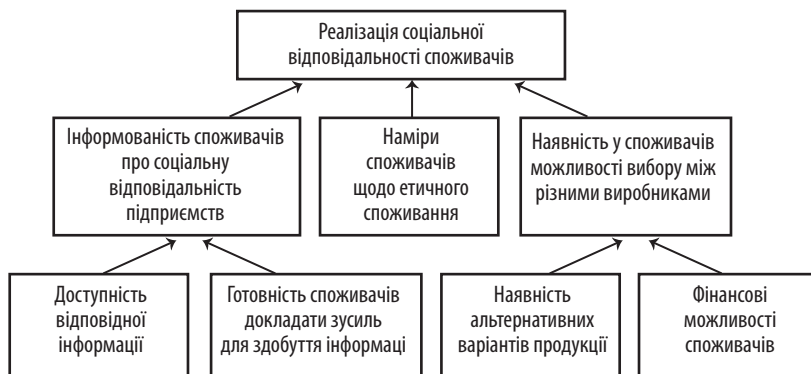 Реалізація соціальної
відповідальності споживачів
Інформованість споживачів
про соціальну
відповідальність
підприємств
Наміри
споживачів
щодо етичного
споживання
Наявність у споживачів
можливості вибору між
різними виробниками
Доступність
відповідної
інформації
Готовність споживачів
докладати зусиль
для здобуття інформаці
Наявність
альтернативних
варіантів продукції
Фінансові
можливості
споживачів